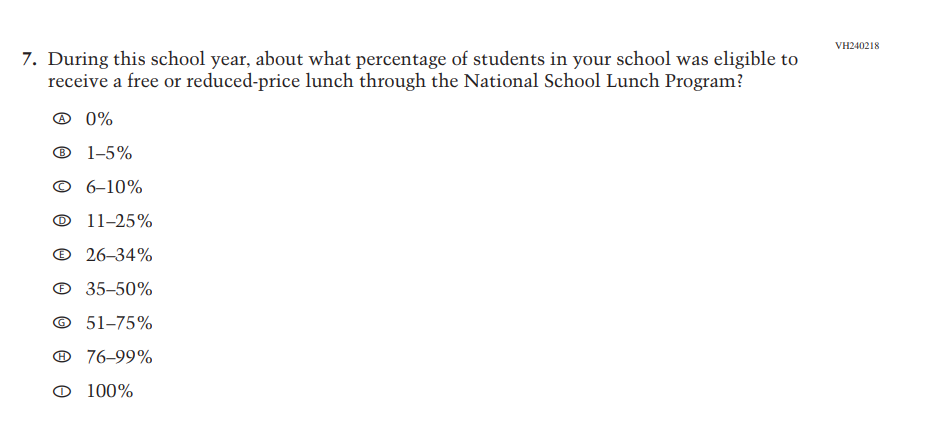 VH240218
7. During this school year, about what percentage of students in your school was eligible to
receive a free or reduced-price lunch through the National School Lunch Program?
A 0%
B 1–5%
C 6–10%
D 11–25%
E 26–34%
F 35–50%
G 51–75%
H 76–99%
I 100%